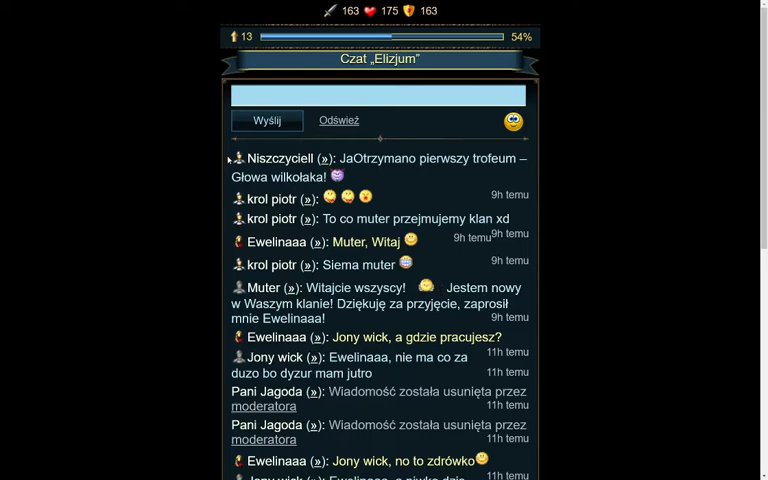 163 175 163
13 54%
Czat „Elizjum”
Wyślij Odśwież
Niszczyciell (»): JaOtrzymano pierwszy trofeum –
Głowa wilkołaka!
krol piotr (»): 9h temu
krol piotr (»): To co muter przejmujemy klan xd
9h temu
Ewelinaaa (»): Muter, Witaj 9h temu
krol piotr (»): Siema muter 9h temu
Muter (»): Witajcie wszyscy! Jestem nowy
w Waszym klanie! Dziękuję za przyjęcie, zaprosił
mnie Ewelinaaa! 9h temu
Ewelinaaa (»): Jony wick, a gdzie pracujesz?
11h temu
Jony wick (»): Ewelinaaa, nie ma co za
duzo bo dyzur mam jutro 11h temu
Pani Jagoda (»): Wiadomość została usunięta przez
moderatora 11h temu
Pani Jagoda (»): Wiadomość została usunięta przez
moderatora 11h temu
Ewelinaaa (»): Jony wick, no to zdrówko
11h temu